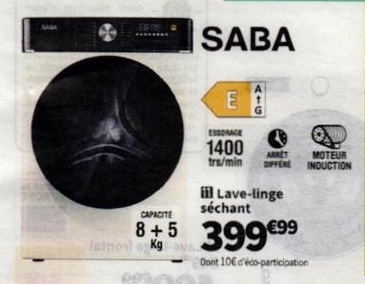 SABA
SABA
E
A
G
ESSORAGE
1400
trs/min
ARRÊT
DIFFÉRÉ
MOTEUR
INDUCTION
CAPACITÉ
8 + 5
Kg
Lave-linge
séchant
399€99
Dont 10€ d'éco-participation